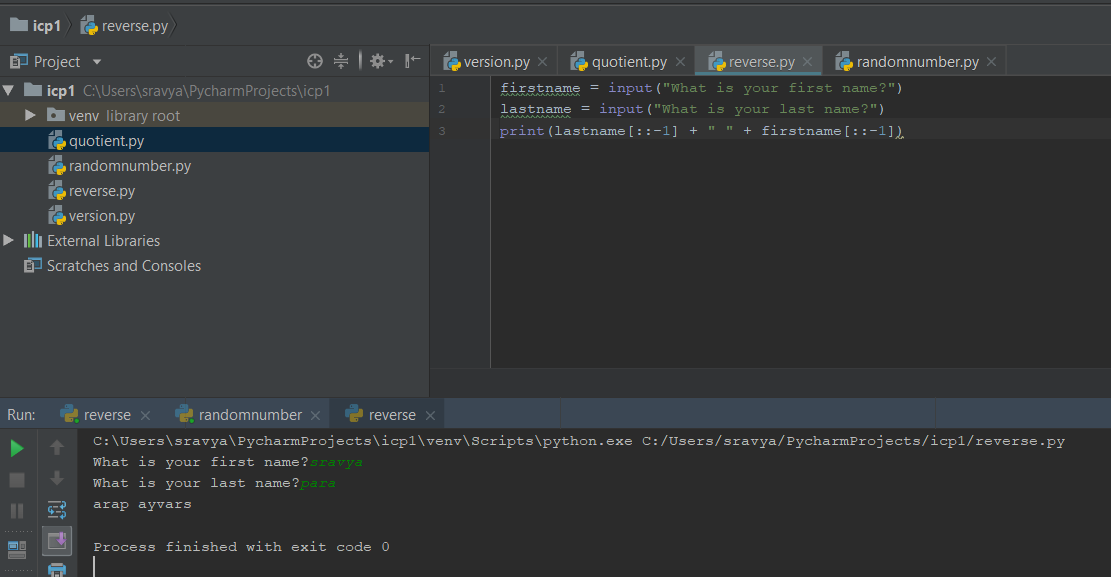 icp1 reverse.py
Project
version.py quotient.py reverse.py randomnumber.py
icp1 C:\Users\sravya\PycharmProjects\icp1
venv library root
quotient.py
randomnumber.py
reverse.py
version.py
External Libraries
Scratches and Consoles
1 firstname = input("What is your first name?")
2 lastname = input("What is your last name?")
3 print(lastname[::-1] + " " + firstname[::-1])
Run: reverse randomnumber reverse
C:\Users\sravya\PycharmProjects\icp1\venv\Scripts\python.exe C:/Users/sravya/PycharmProjects/icp1/reverse.py
What is your first name?sravya
What is your last name?para
arap ayvars
Process finished with exit code 0